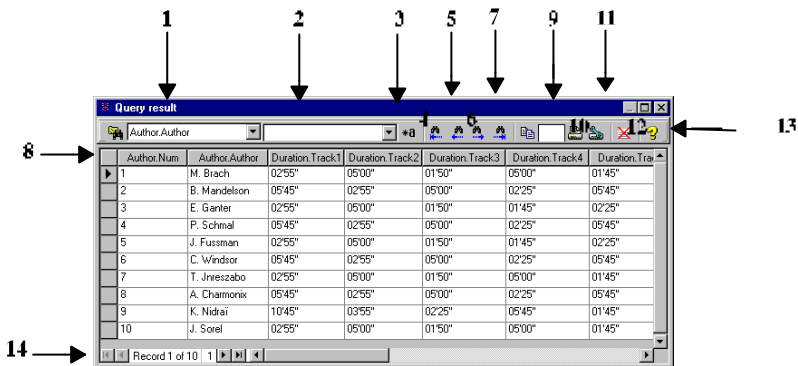 1 2 3 5 7 9 11
Query result
Author.Author *a 4 6 10 12 ? 13
8
Author.Num Author.Author Duration.Track1 Duration.Track2 Duration.Track3 Duration.Track4 Duration.Tra
1 M. Brach 02'55" 05'00" 01'50" 05'00" 01'45"
2 B. Mandelson 05'45" 02'55" 05'00" 02'25" 05'45"
3 E. Ganter 02'55" 05'00" 01'50" 01'45" 02'25"
4 P. Schmal 05'45" 02'55" 05'00" 02'25" 05'45"
5 J. Fussman 02'55" 05'00" 01'50" 01'45" 02'25"
6 C. Windsor 05'45" 02'55" 05'00" 02'25" 05'45"
7 T. Jnreszabo 02'55" 05'00" 01'50" 05'00" 01'45"
8 A. Charmonix 05'45" 02'55" 05'00" 02'25" 05'45"
9 K. Nidraï 10'45" 03'55" 02'25" 05'45" 01'45"
10 J. Sorel 02'55" 05'00" 01'50" 05'00" 01'45"
14 Record 1 of 10 1